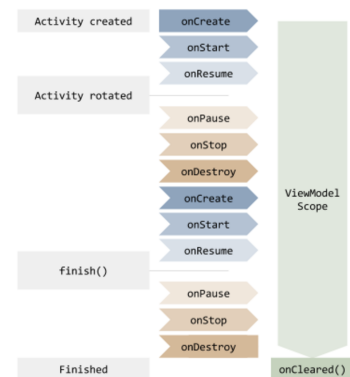 Activity created
onCreate
onStart
onResume
Activity rotated
onPause
onStop
onDestroy
onCreate
onStart
onResume
finish()
onPause
onStop
onDestroy
Finished
ViewModel
Scope
onCleared()